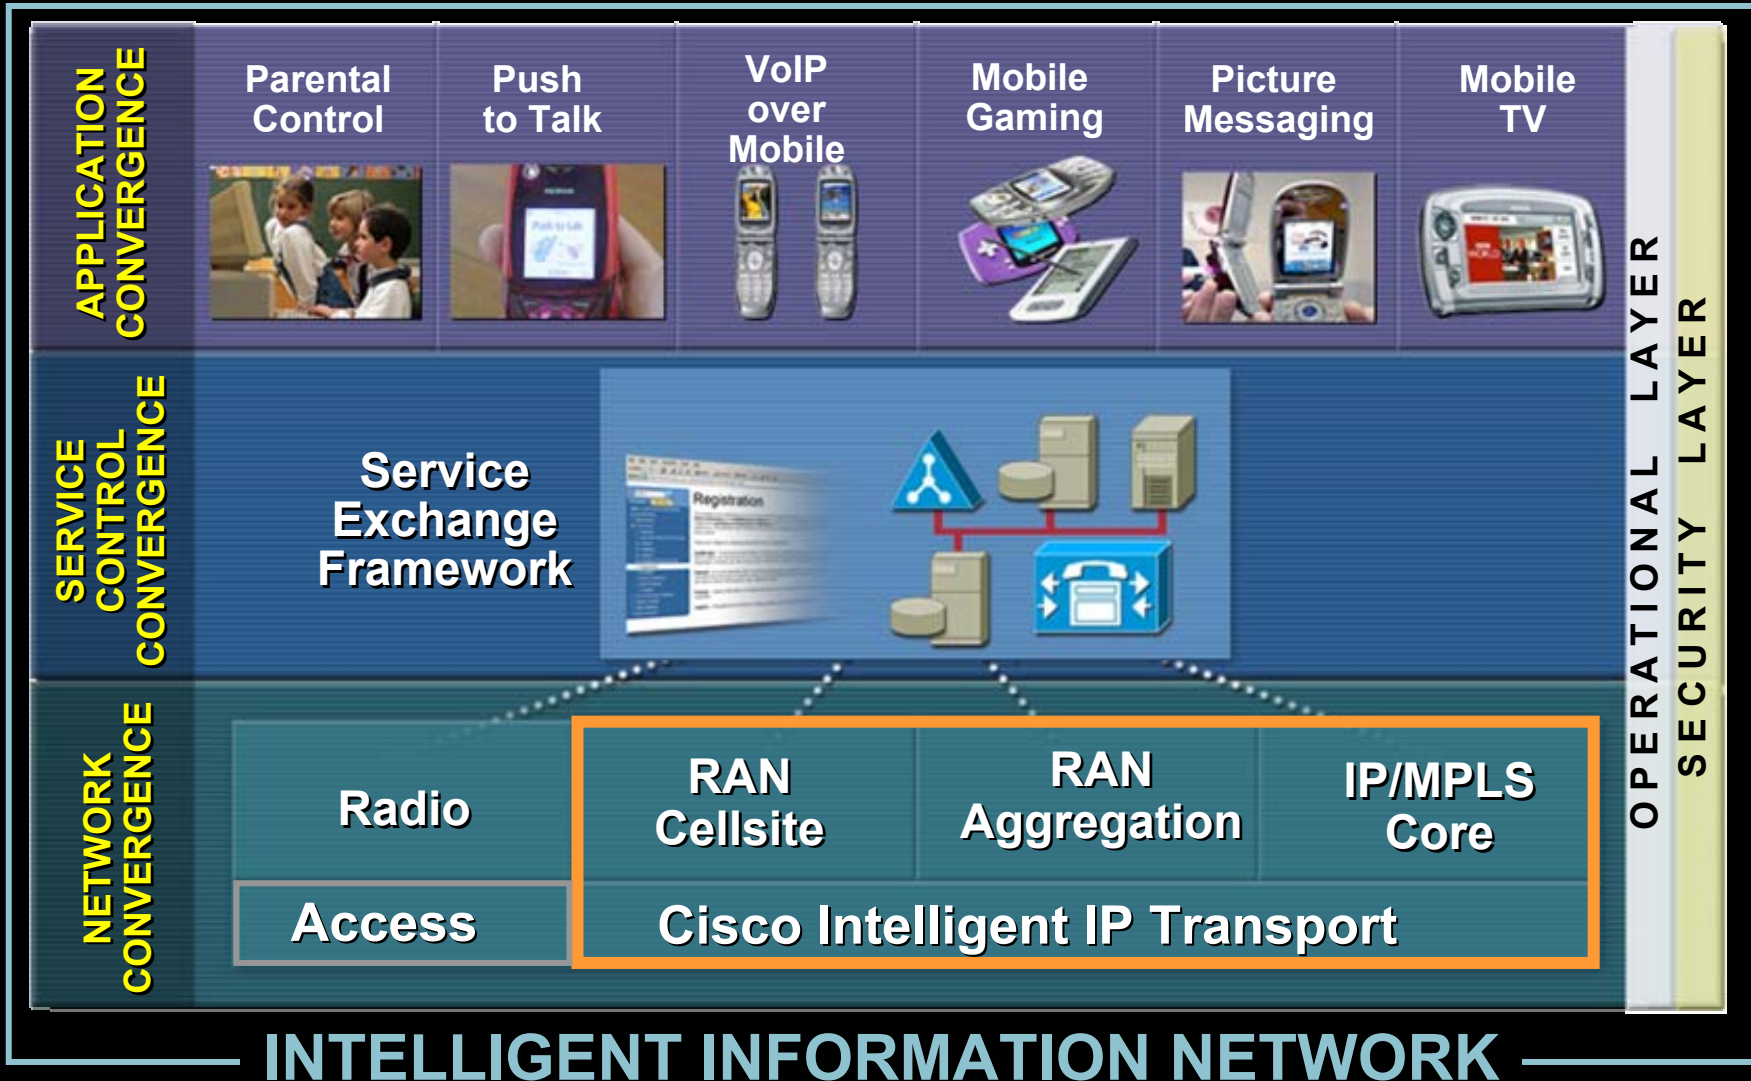 APPLICATION
CONVERGENCE
Parental
Control
Push
to Talk
VoIP
over
Mobile
Mobile
Gaming
Picture
Messaging
Mobile
TV
SERVICE
CONTROL
CONVERGENCE
Service
Exchange
Framework
Registration
NETWORK
CONVERGENCE
Radio
RAN
Cellsite
RAN
Aggregation
IP/MPLS
Core
Access
Cisco Intelligent IP Transport
OPERATIONAL LAYER
SECURITY LAYER
INTELLIGENT INFORMATION NETWORK